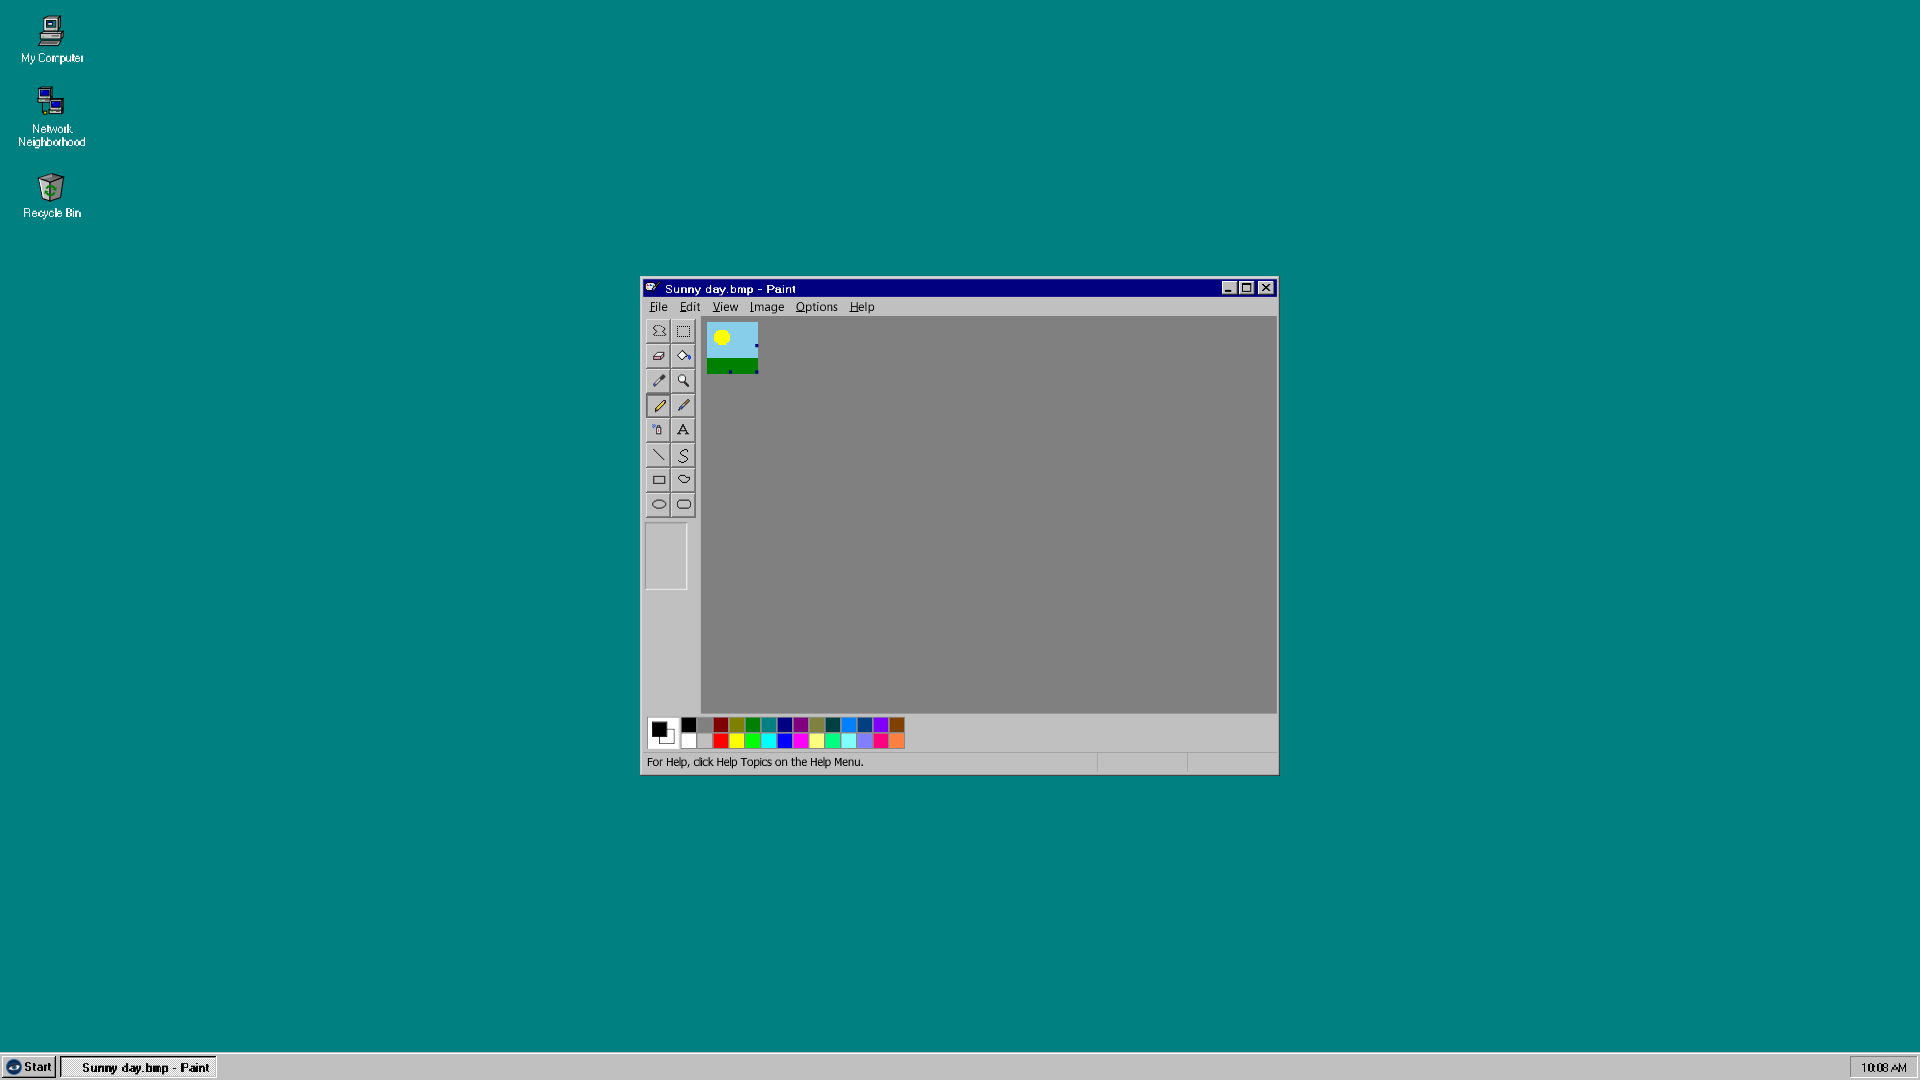 My Computer
Network
Neighborhood
Recycle Bin
Sunny day.bmp - Paint
File Edit View Image Options Help
A
For Help, click Help Topics on the Help Menu.
Start
Sunny day.bmp - Paint
10:08 AM